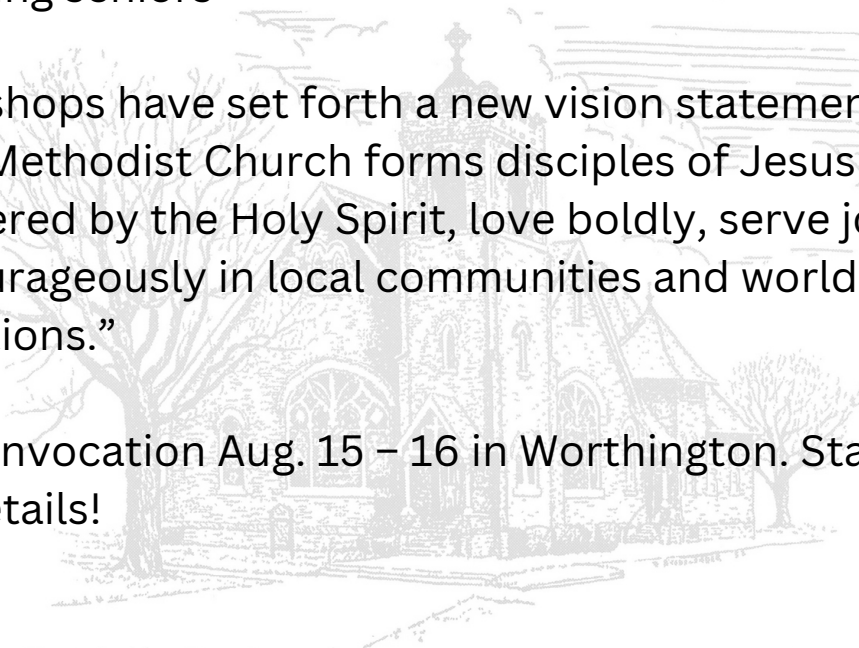 ng seniors
shops have set forth a new vision statemen
Methodist Church forms disciples of Jesus
ered by the Holy Spirit, love boldly, serve jo
urageously in local communities and world
ions.”
nvocation Aug. 15 – 16 in Worthington. Sta
etails!